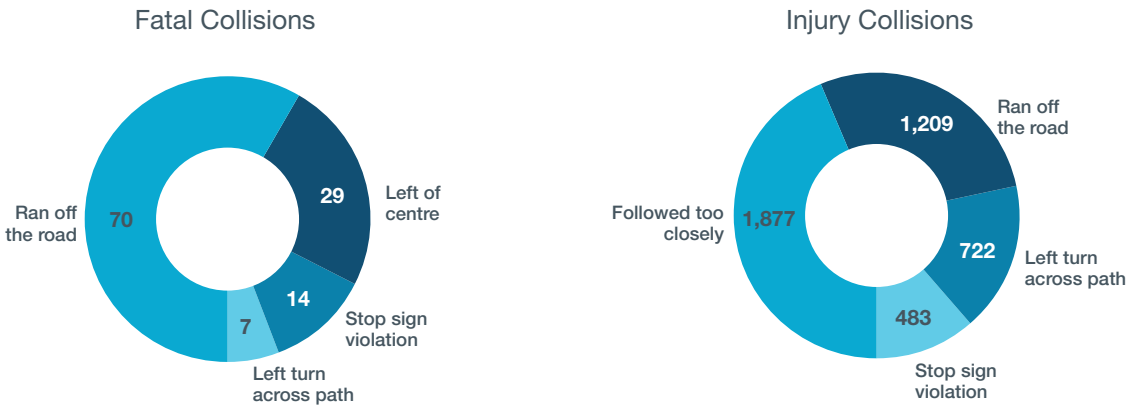 Fatal Collisions
Ran off
the road
70
29
Left of
centre
14
Stop sign
violation
7
Left turn
across path
Injury Collisions
Followed too
closely
1,877
1,209
Ran off
the road
722
Left turn
across path
483
Stop sign
violation